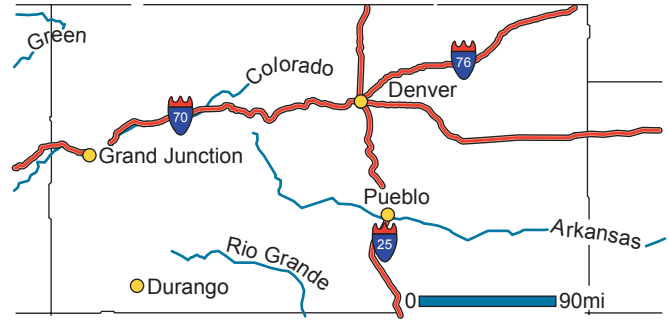 Green
76
Colorado
Denver
70
Grand Junction
Pueblo
Arkansas
25
Rio Grande
Durango
0 90mi